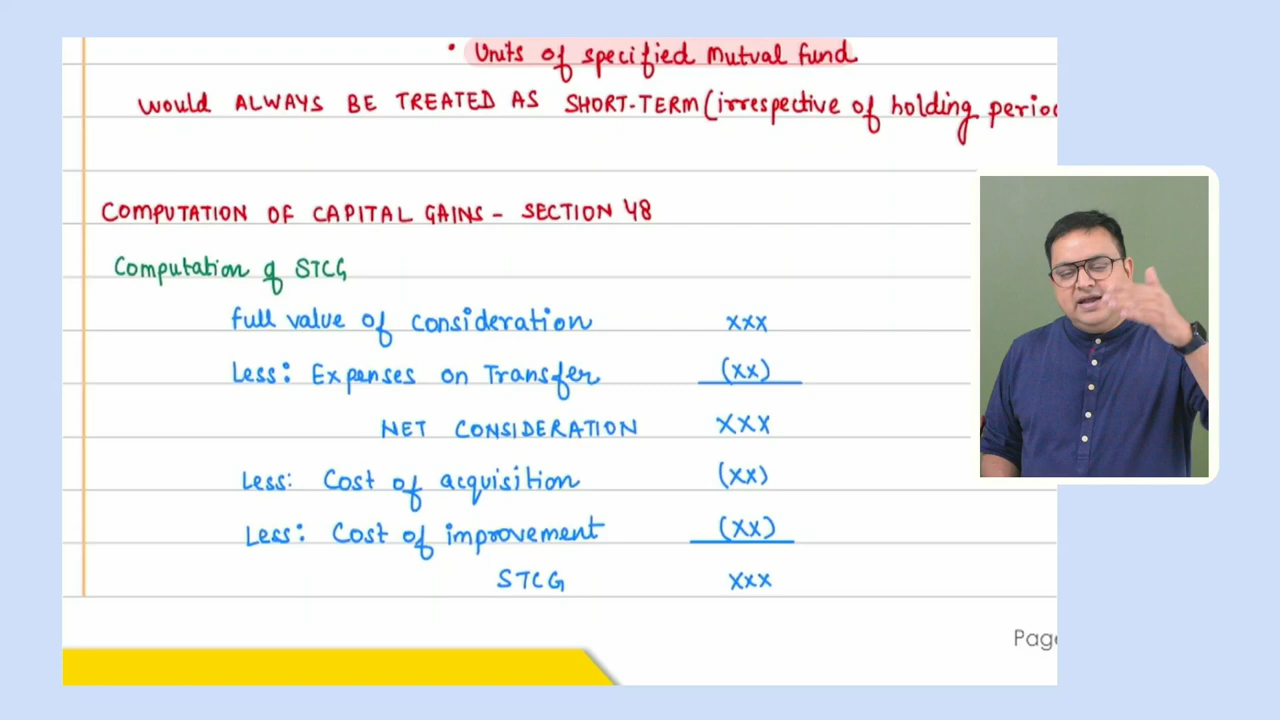 • Units of specified Mutual fund
would ALWAYS BE TREATED AS SHORT-TERM (irrespective of holding perio
COMPUTATION OF CAPITAL GAINS - SECTION 48
Computation of STCG
full value of consideration xxx
Less: Expenses on Transfer (xx)
NET CONSIDERATION XXX
Less: Cost of acquisition (xx)
Less: Cost of improvement (xx)
STCG xxx
Page